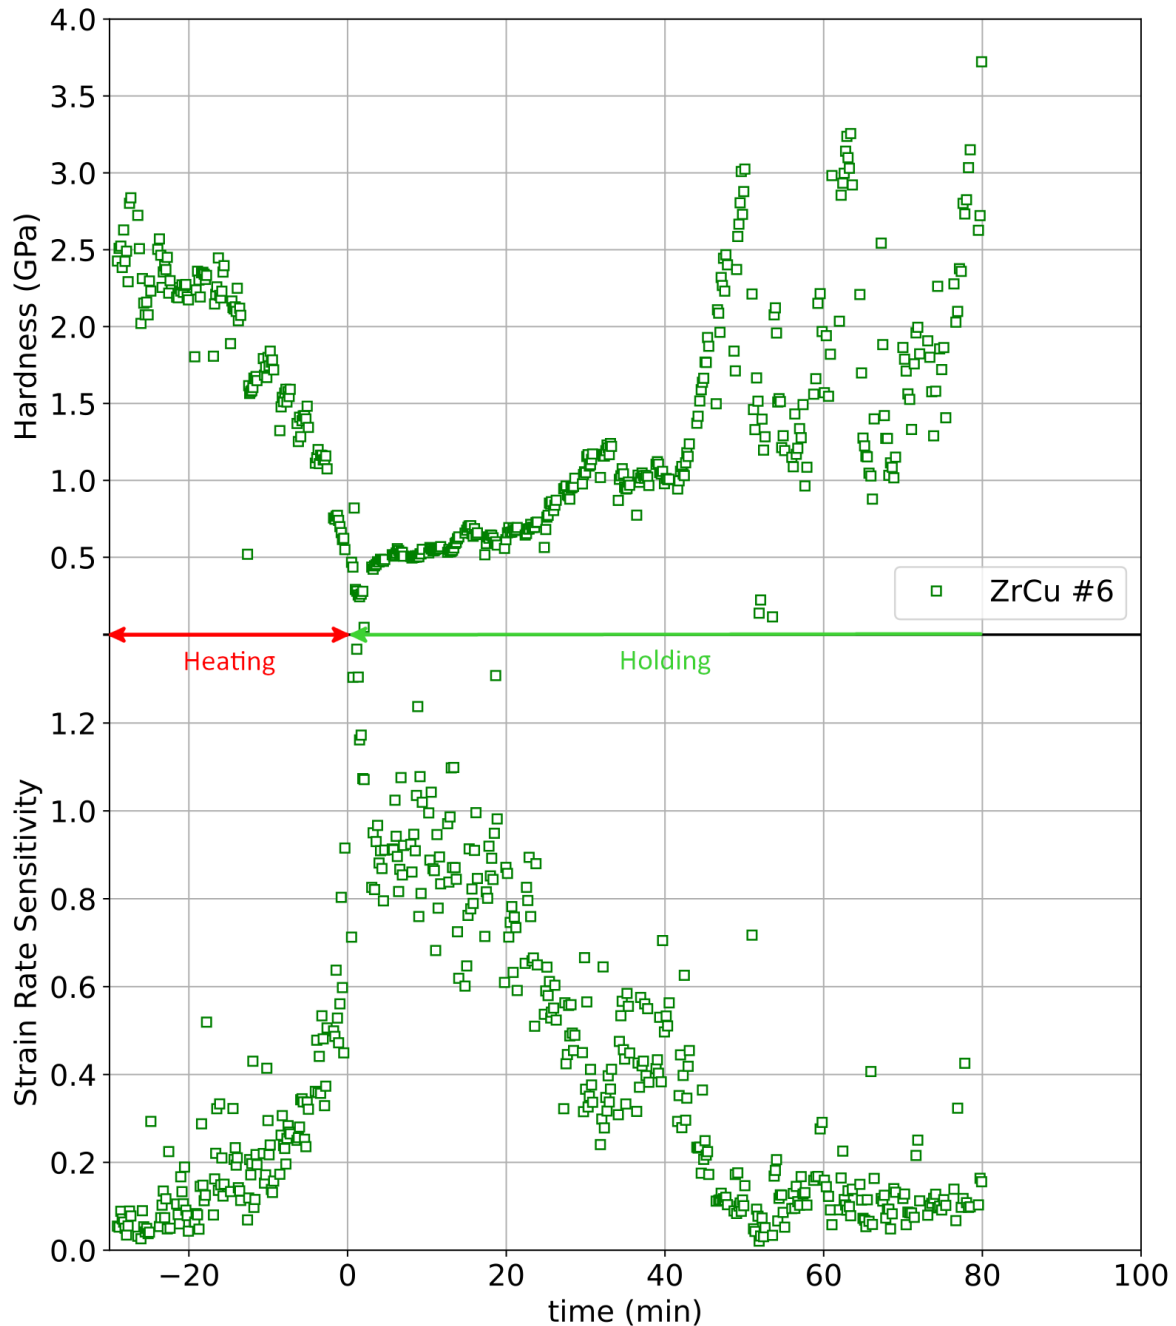 4.0
3.5
3.0
2.5
2.0
1.5
1.0
0.5
Hardness (GPa)
ZrCu #6
Heating
Holding
1.2
1.0
0.8
0.6
0.4
0.2
0.0
Strain Rate Sensitivity
−20 0 20 40 60 80 100
time (min)